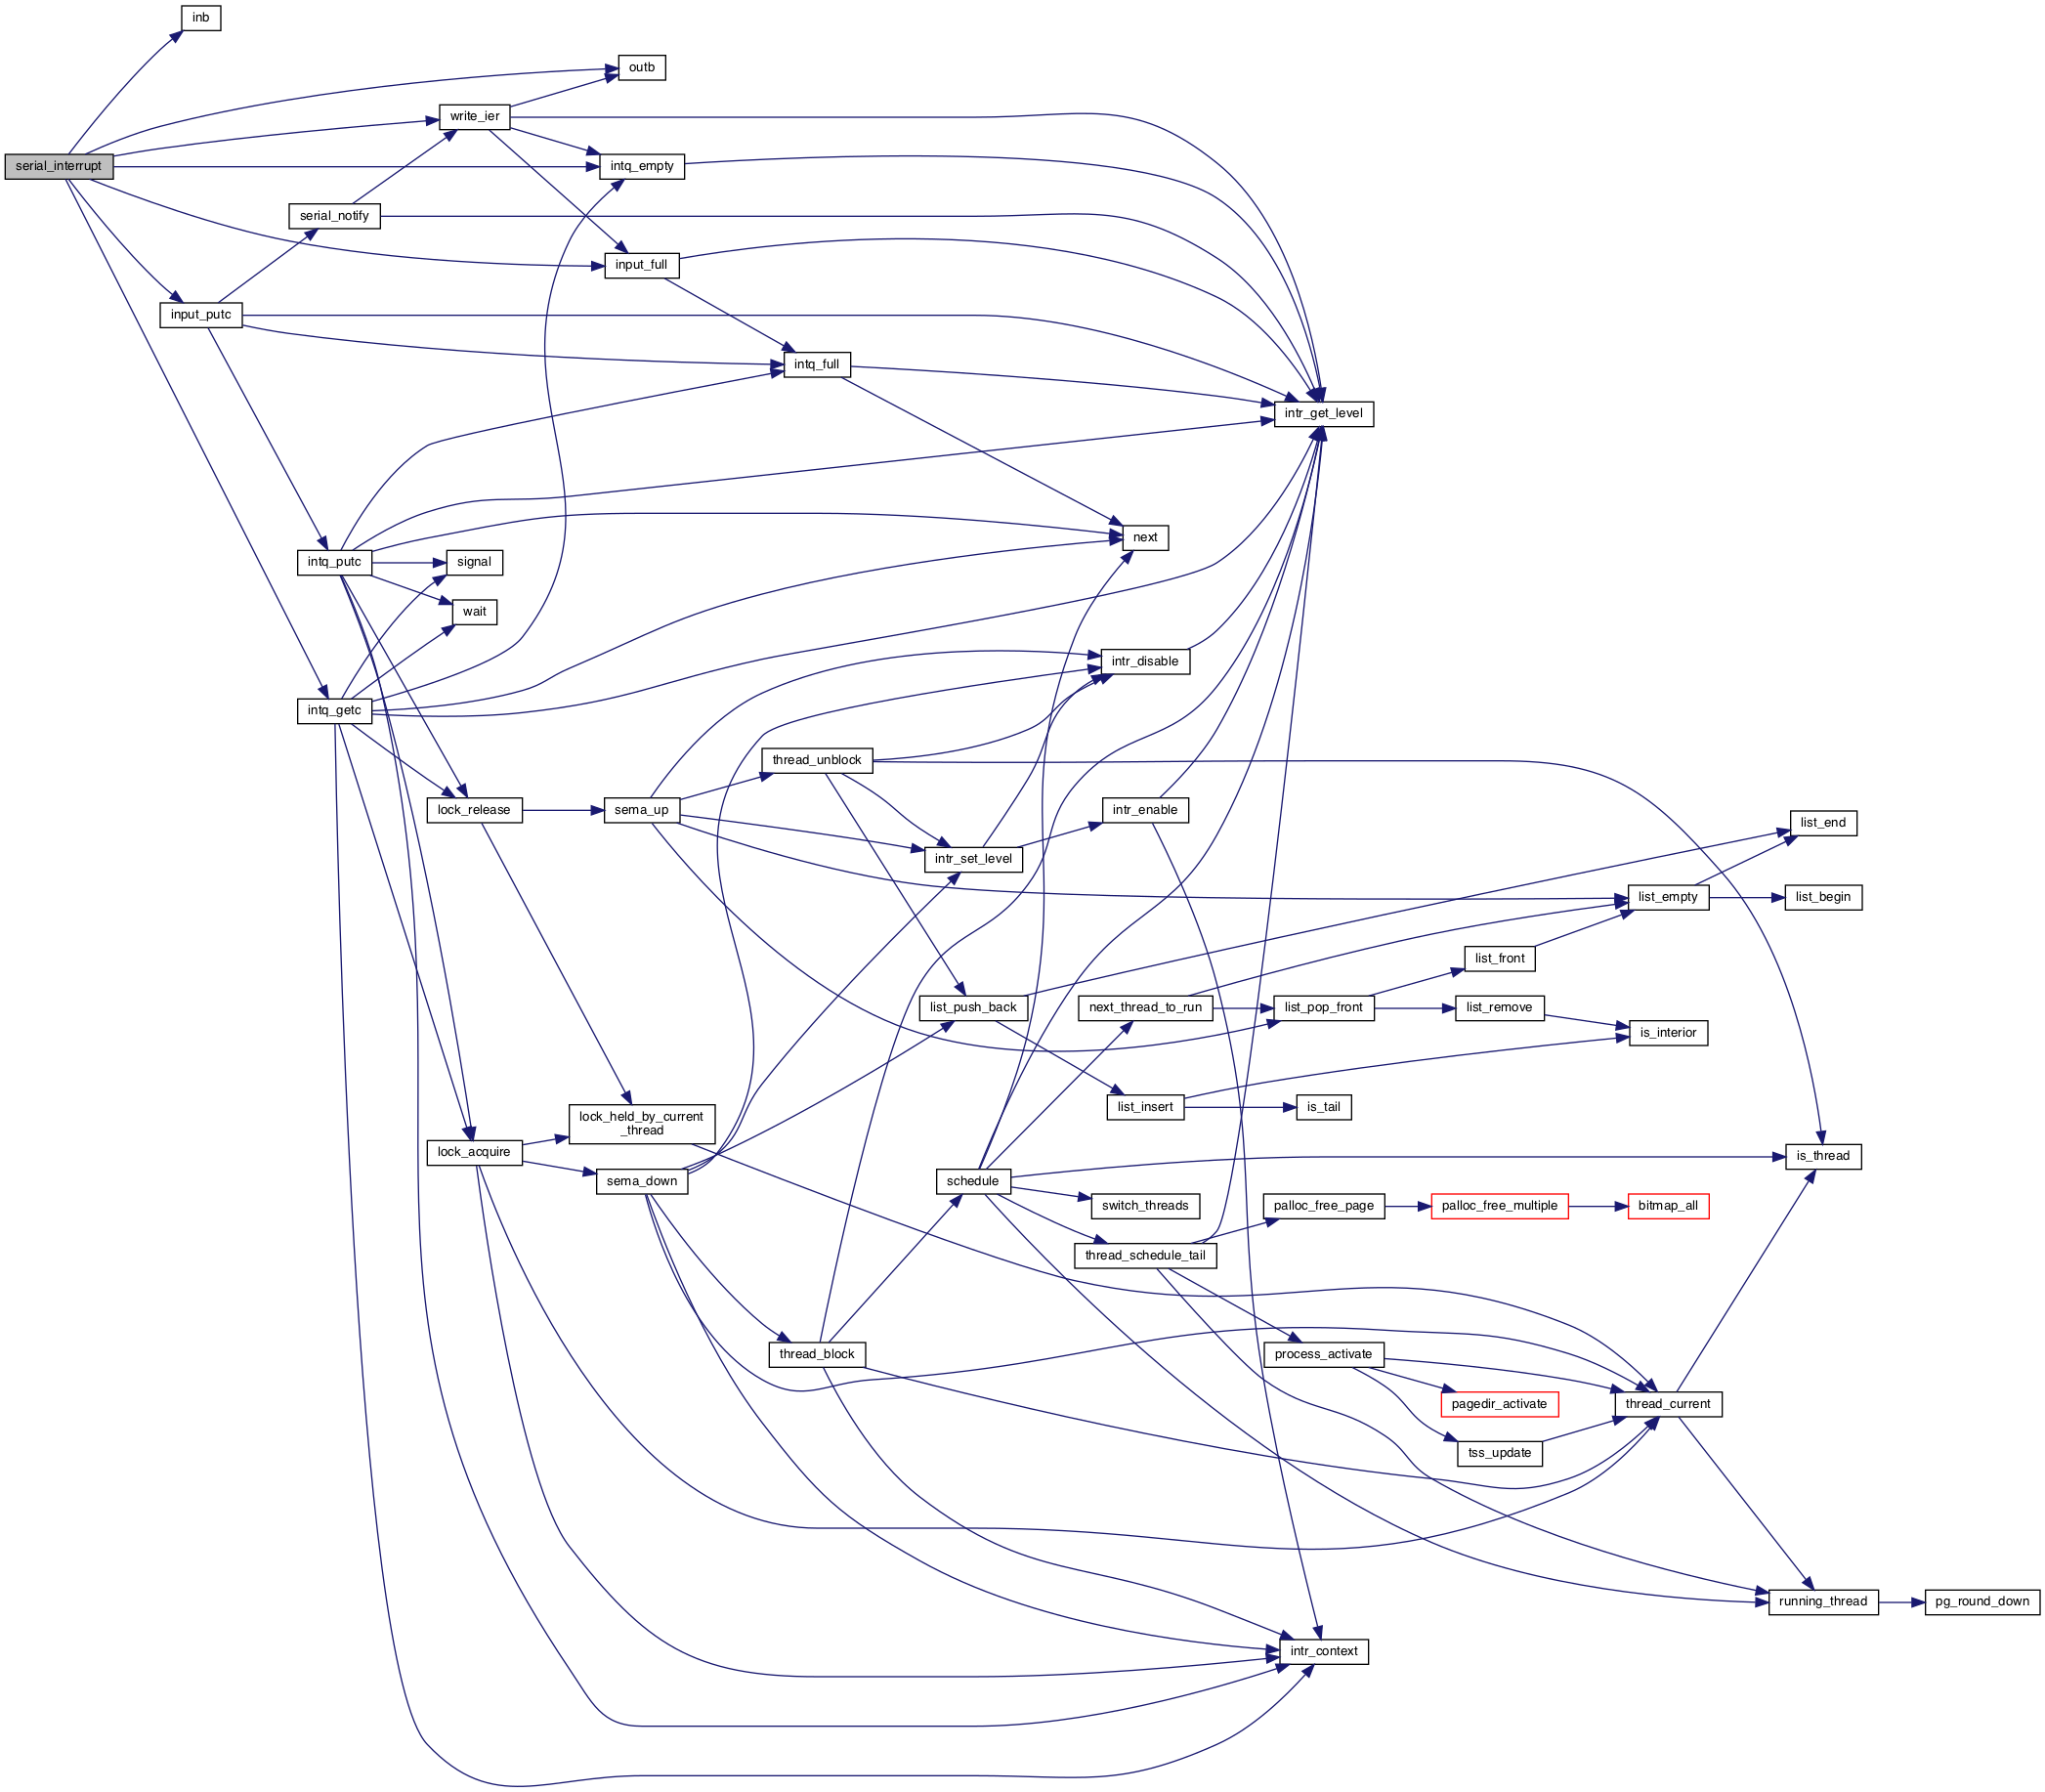 inb
outb
write_ier
serial_interrupt
intq_empty
serial_notify
input_full
input_putc
intq_full
intr_get_level
next
intq_putc
signal
wait
intr_disable
intq_getc
thread_unblock
lock_release
sema_up
intr_enable
list_end
intr_set_level
list_empty
list_begin
list_front
list_push_back
next_thread_to_run
list_pop_front
list_remove
is_interior
list_insert
is_tail
lock_held_by_current
_thread
lock_acquire
is_thread
sema_down
schedule
switch_threads
palloc_free_page
palloc_free_multiple
bitmap_all
thread_schedule_tail
thread_block
process_activate
pagedir_activate
thread_current
tss_update
running_thread
pg_round_down
intr_context